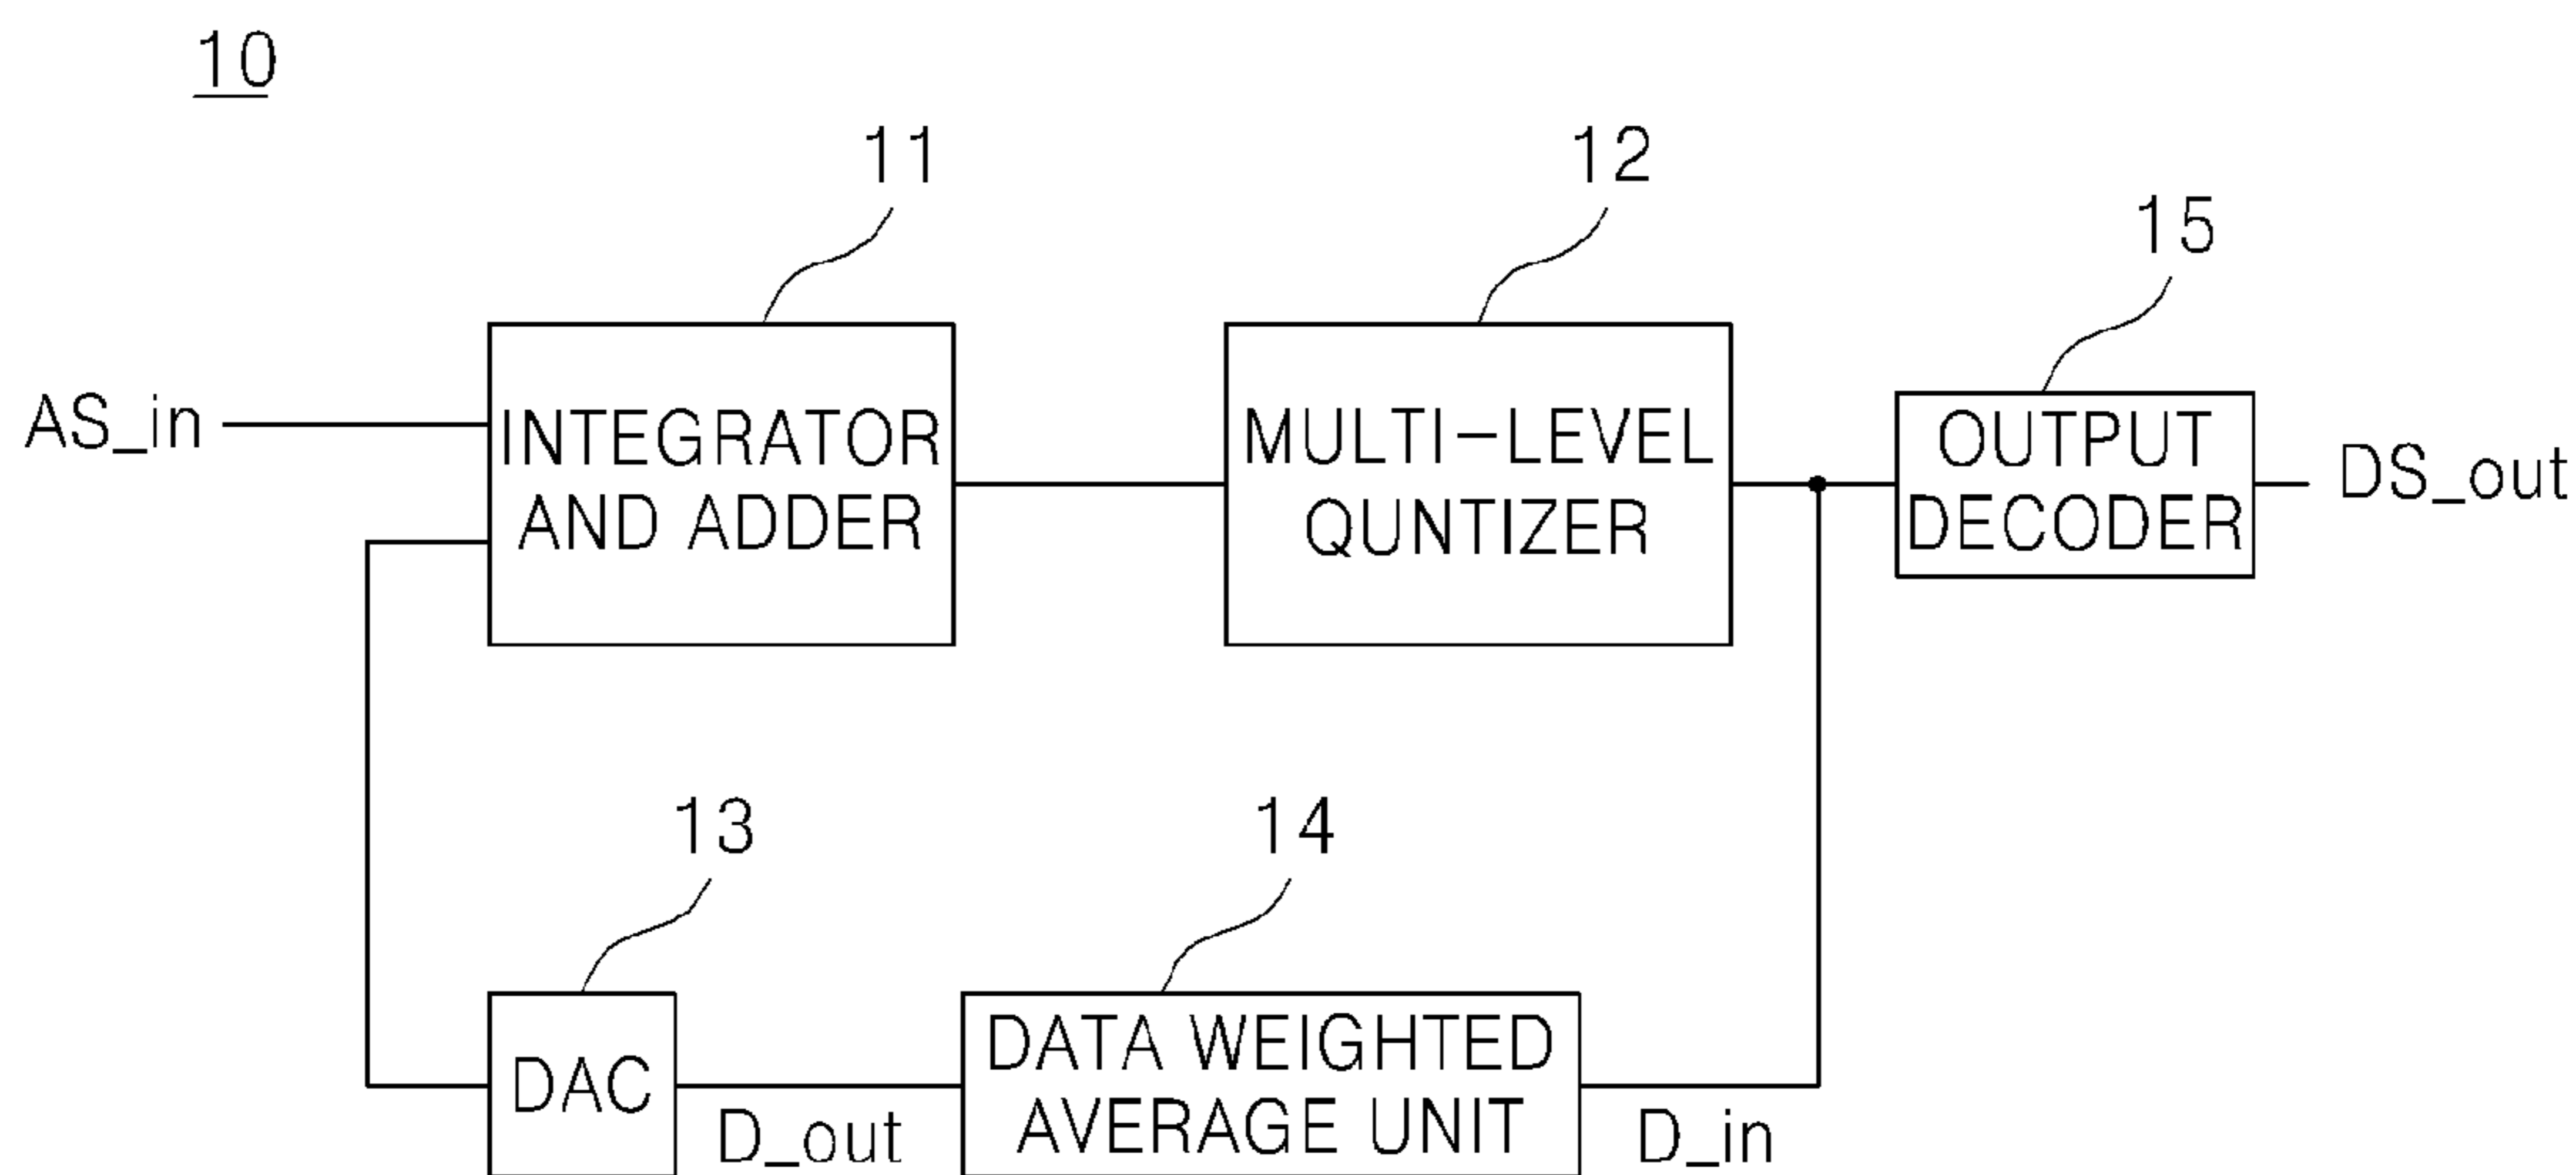 10
11
12
15
AS_in
INTEGRATOR
AND ADDER
MULTI-LEVEL
QUNTIZER
OUTPUT
DECODER
DS_out
13
14
DAC
D_out
DATA WEIGHTED
AVERAGE UNIT
D_in